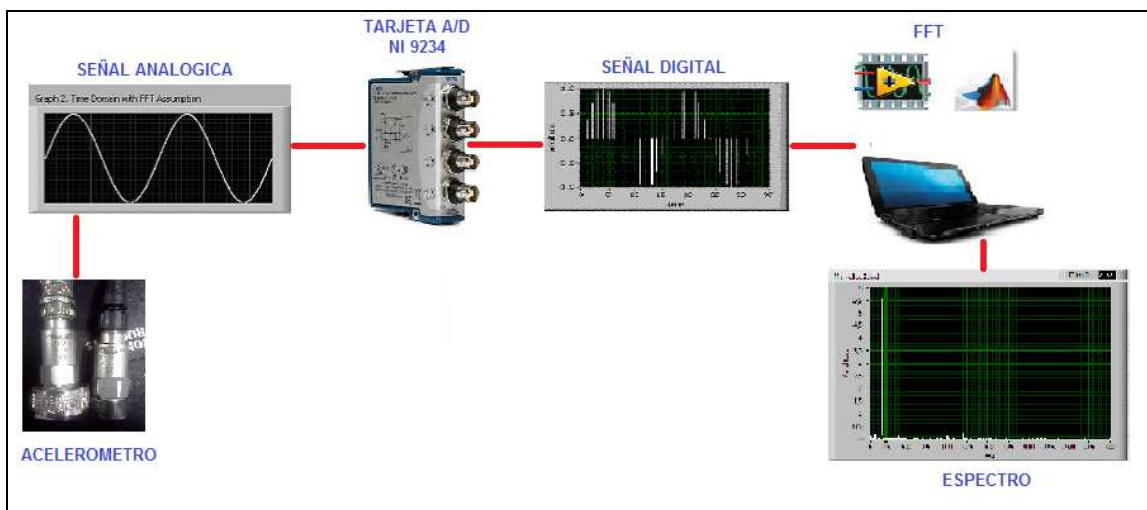 TARJETA A/D
NI 9234
FFT
SEÑAL ANALOGICA
SEÑAL DIGITAL
Graph 2. Time Domain with FFT Assumption
ACELEROMETRO
ESPECTRO